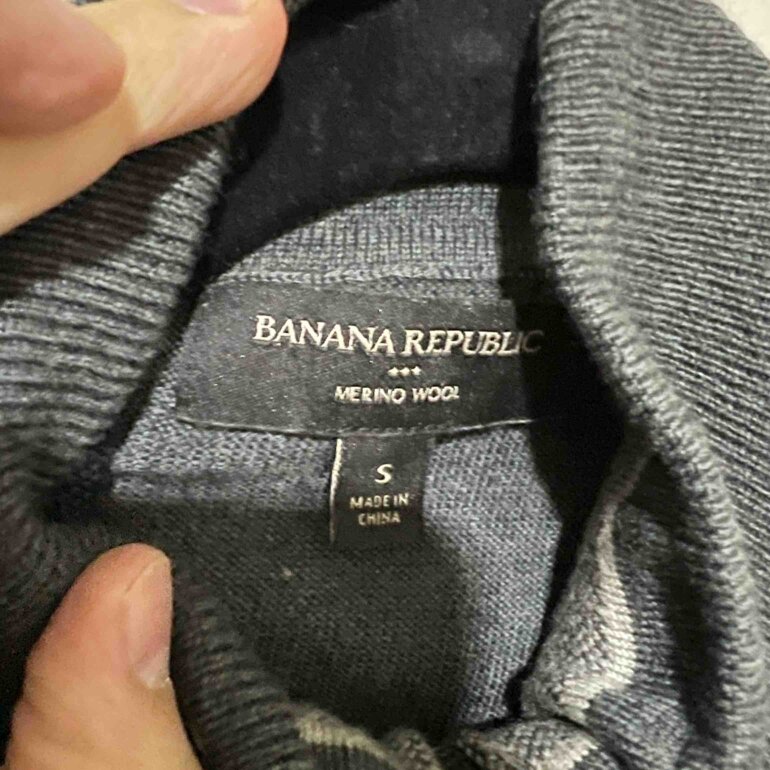 BANANA REPUBLIC
MERINO WOOL
S
MADE IN
CHINA